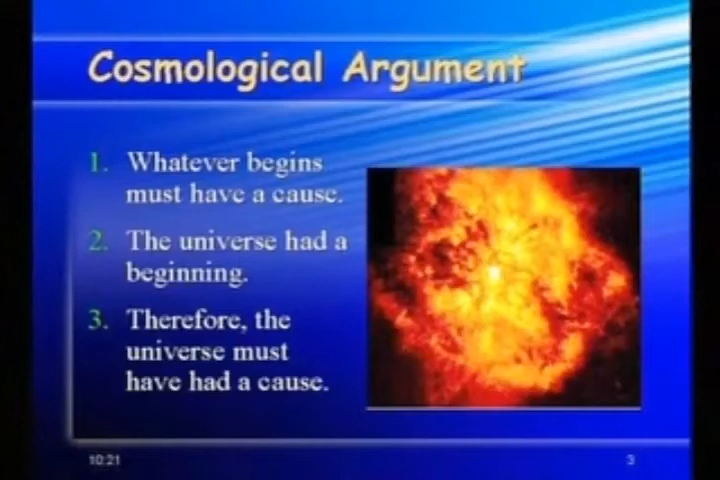 Cosmological Argument
1. Whatever begins
must have a cause.
2. The universe had a
beginning.
3. Therefore, the
universe must
have had a cause.
10:21
3